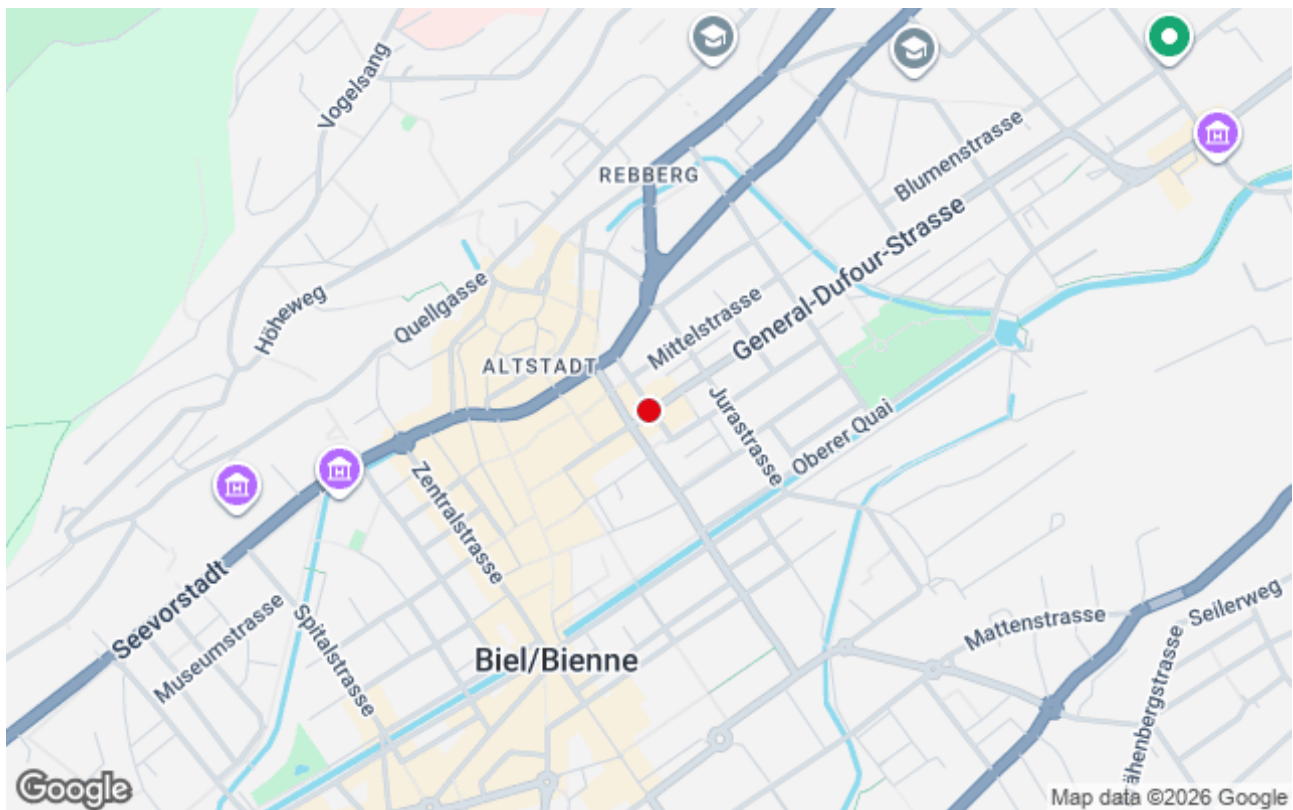 Vogelsang
REBBERG
Blumenstrasse
General-Dufour-Strasse
Höheweg
Quellgasse
Mittelstrasse
ALTSTADT
Jurastrasse
Oberer Quai
Zentralstrasse
Seevorstadt
Museumstrasse
Spitalstrasse
Biel/Bienne
Mattenstrasse
Seilerweg
ähenbergstrasse
Google
Map data ©2026 Google